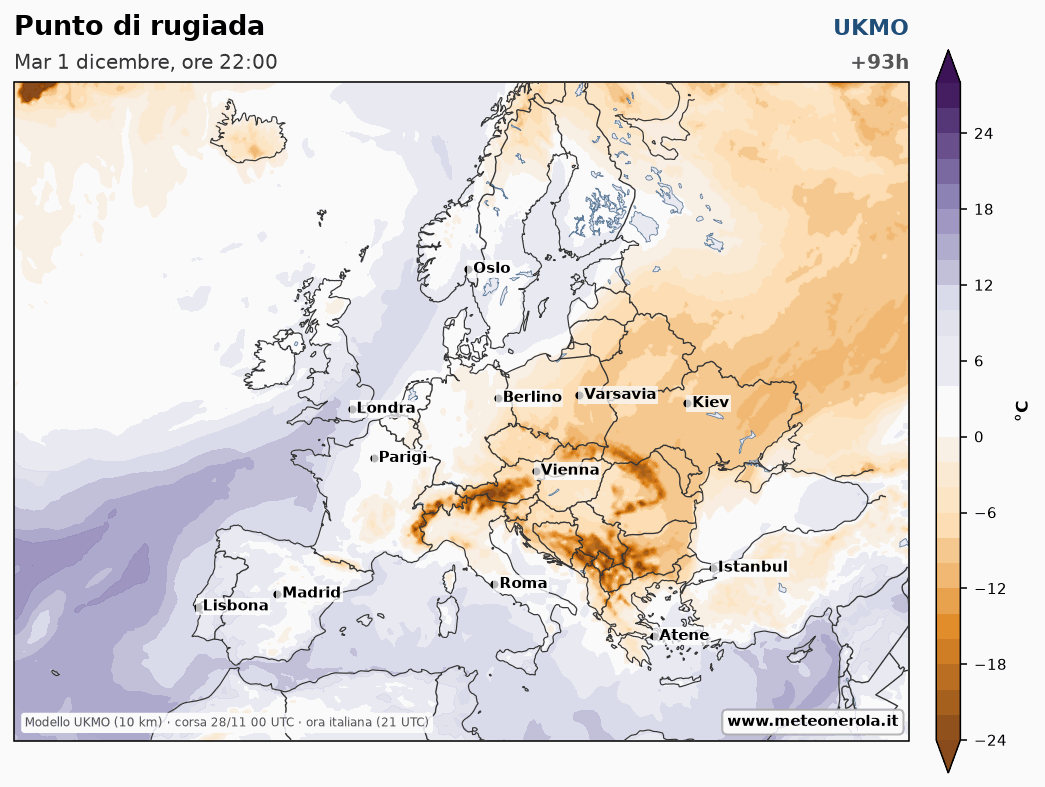 Punto di rugiada
UKMO
Mar 1 dicembre, ore 22:00
+93h
Oslo
Berlino
Varsavia
Kiev
Londra
Parigi
Vienna
Istanbul
Roma
Madrid
Lisbona
Atene
Modello UKMO (10 km) · corsa 28/11 00 UTC · ora italiana (21 UTC)
www.meteonerola.it
24
18
12
6
0
−6
−12
−18
−24
°C